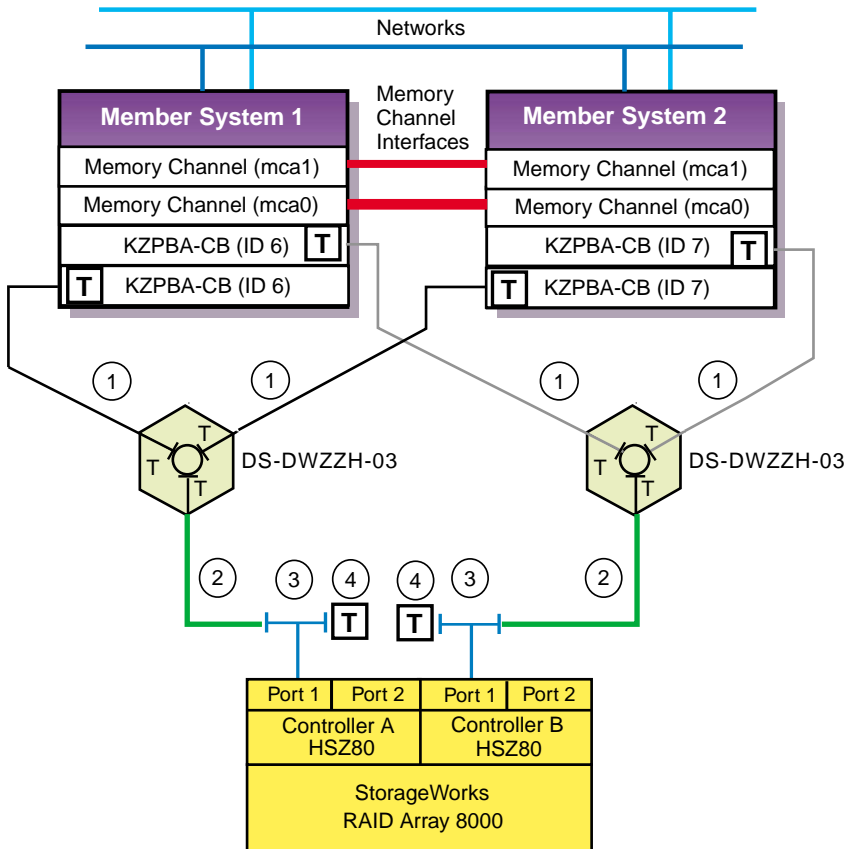 Networks
Member System 1
Memory
Channel
Interfaces
Member System 2
Memory Channel (mca1)
Memory Channel (mca1)
Memory Channel (mca0)
Memory Channel (mca0)
KZPBA-CB (ID 6)
T
KZPBA-CB (ID 7)
T
T
KZPBA-CB (ID 6)
T
KZPBA-CB (ID 7)
1
1
1
1
T
T
T
DS-DWZZH-03
T
T
T
DS-DWZZH-03
2
3
4
4
3
2
T
T
Port 1
Port 2
Port 1
Port 2
Controller A
HSZ80
Controller B
HSZ80
StorageWorks
RAID Array 8000